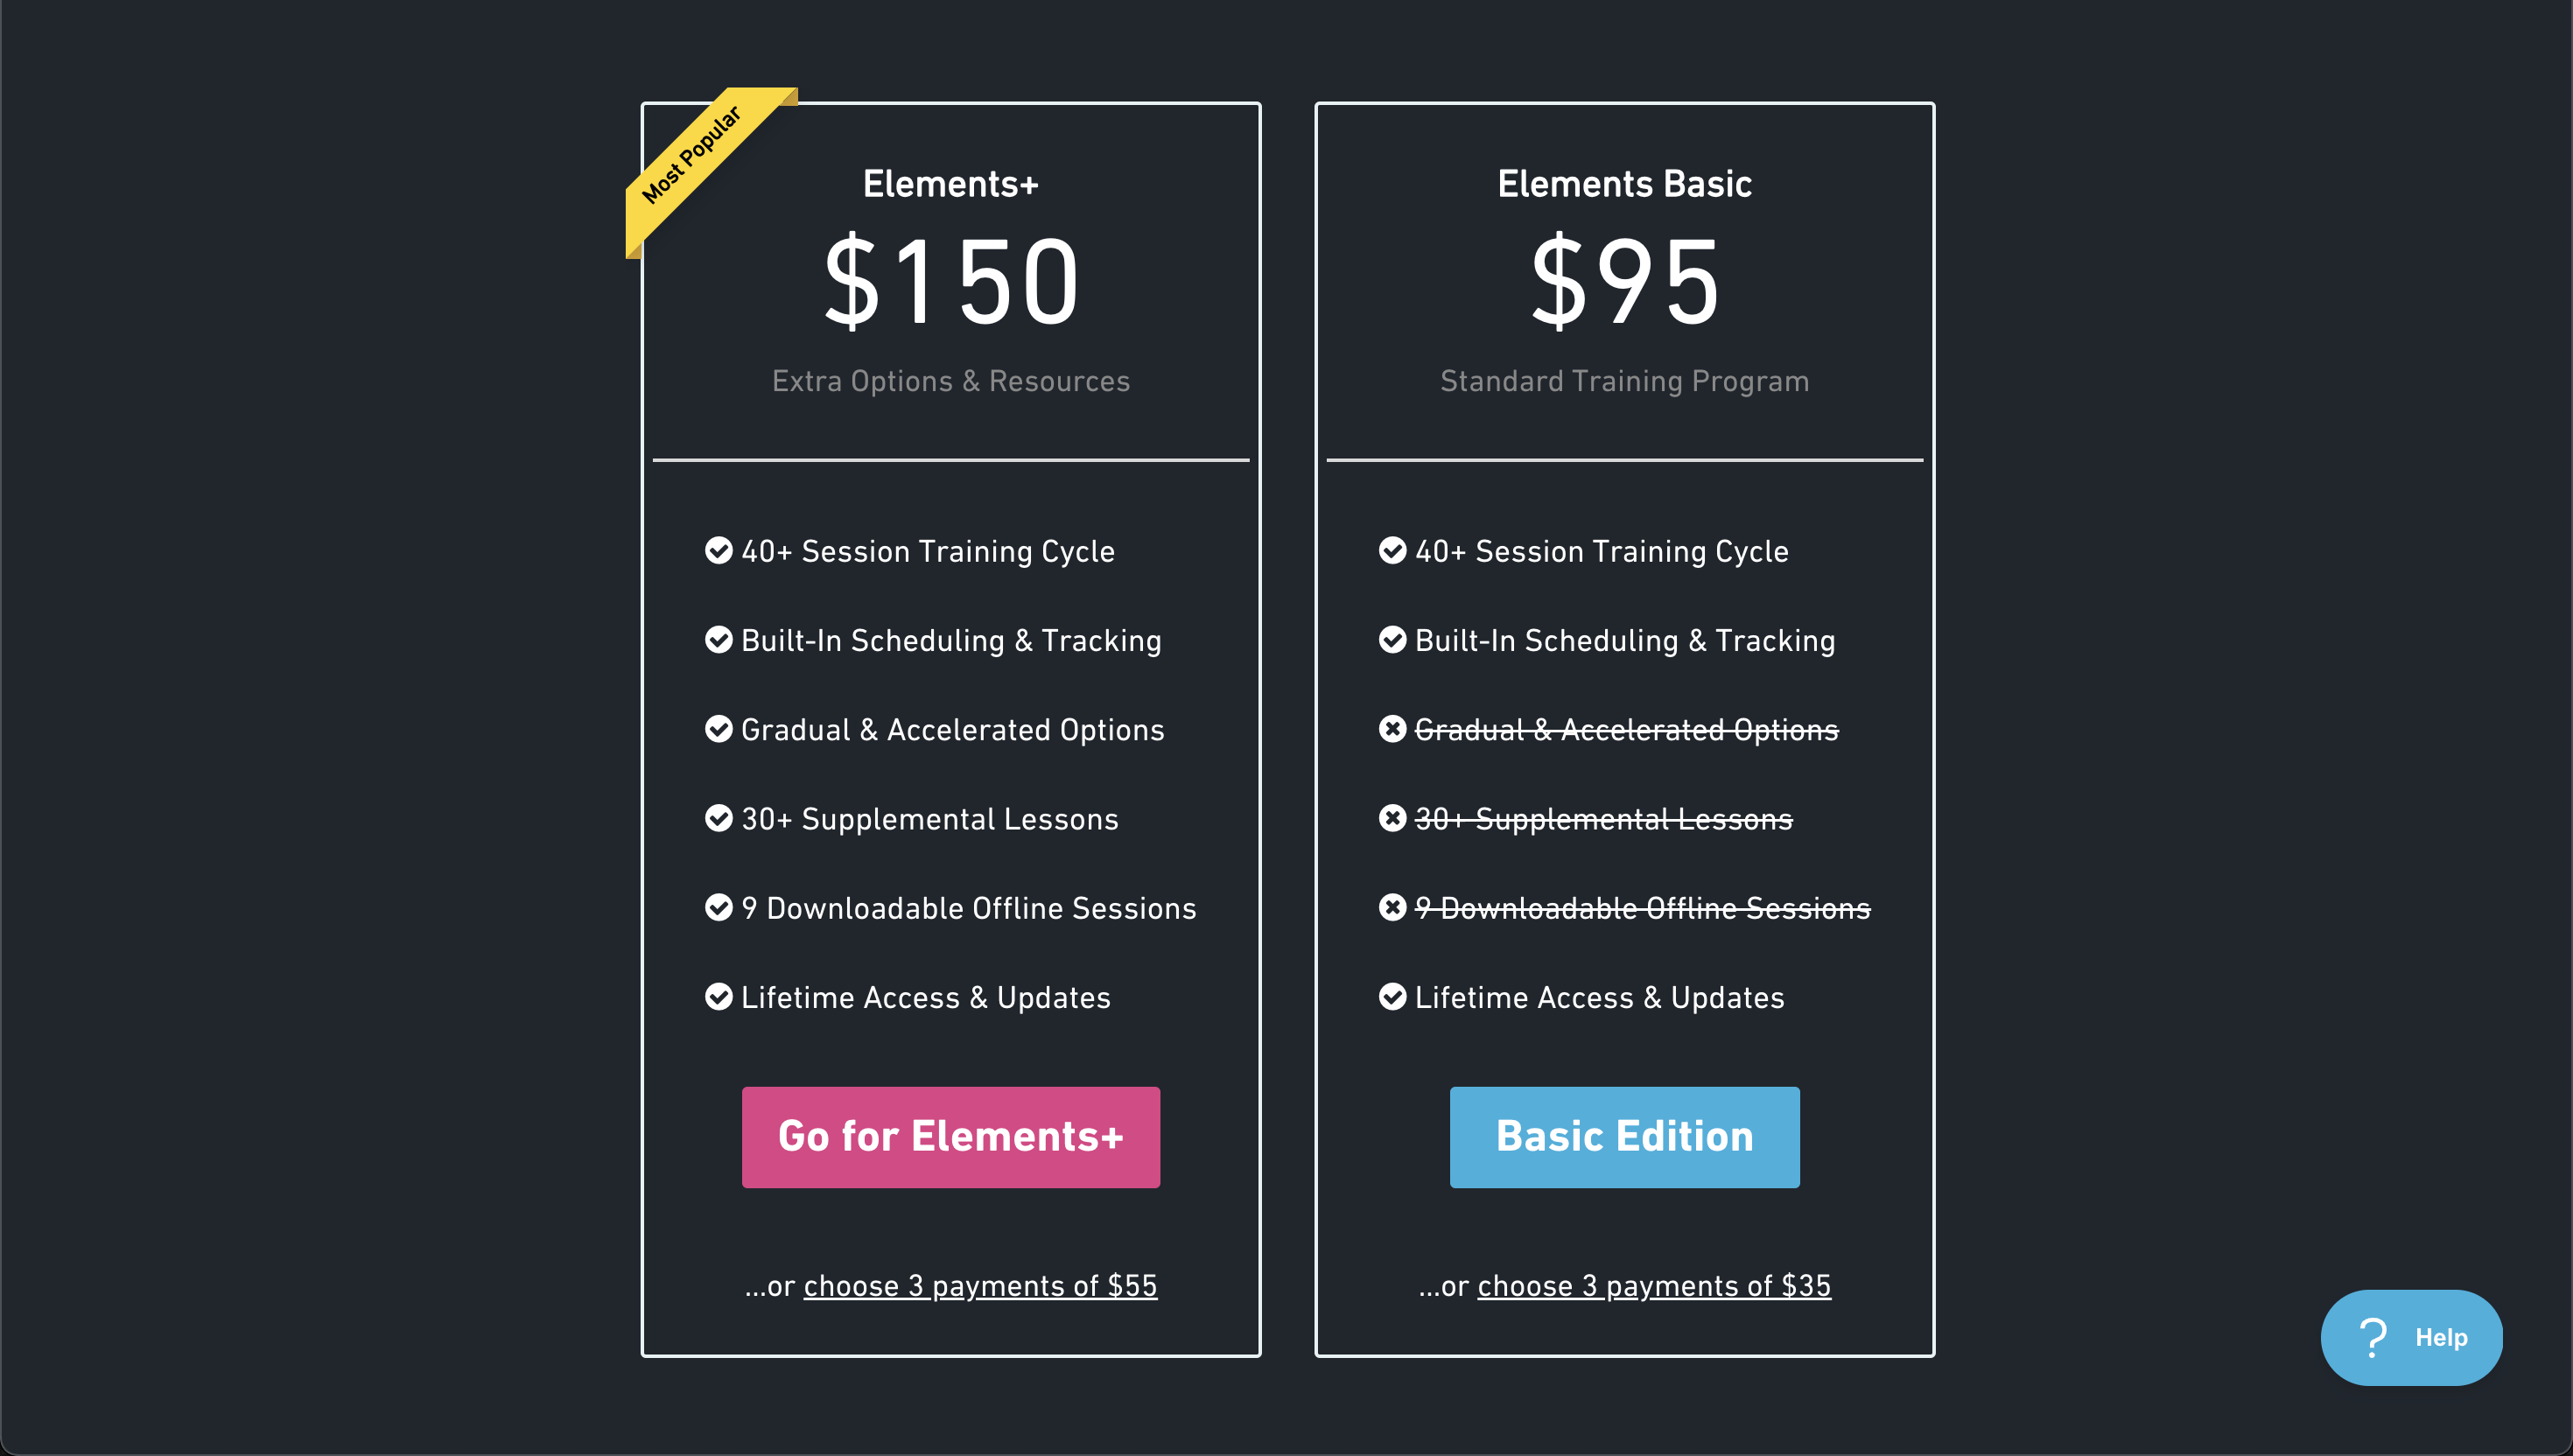 Most Popular
Elements+
$150
Extra Options & Resources
40+ Session Training Cycle
Built-In Scheduling & Tracking
Gradual & Accelerated Options
30+ Supplemental Lessons
9 Downloadable Offline Sessions
Lifetime Access & Updates
Go for Elements+
...or choose 3 payments of $55
Elements Basic
$95
Standard Training Program
40+ Session Training Cycle
Built-In Scheduling & Tracking
Gradual & Accelerated Options
30+ Supplemental Lessons
9 Downloadable Offline Sessions
Lifetime Access & Updates
Basic Edition
...or choose 3 payments of $35
? Help